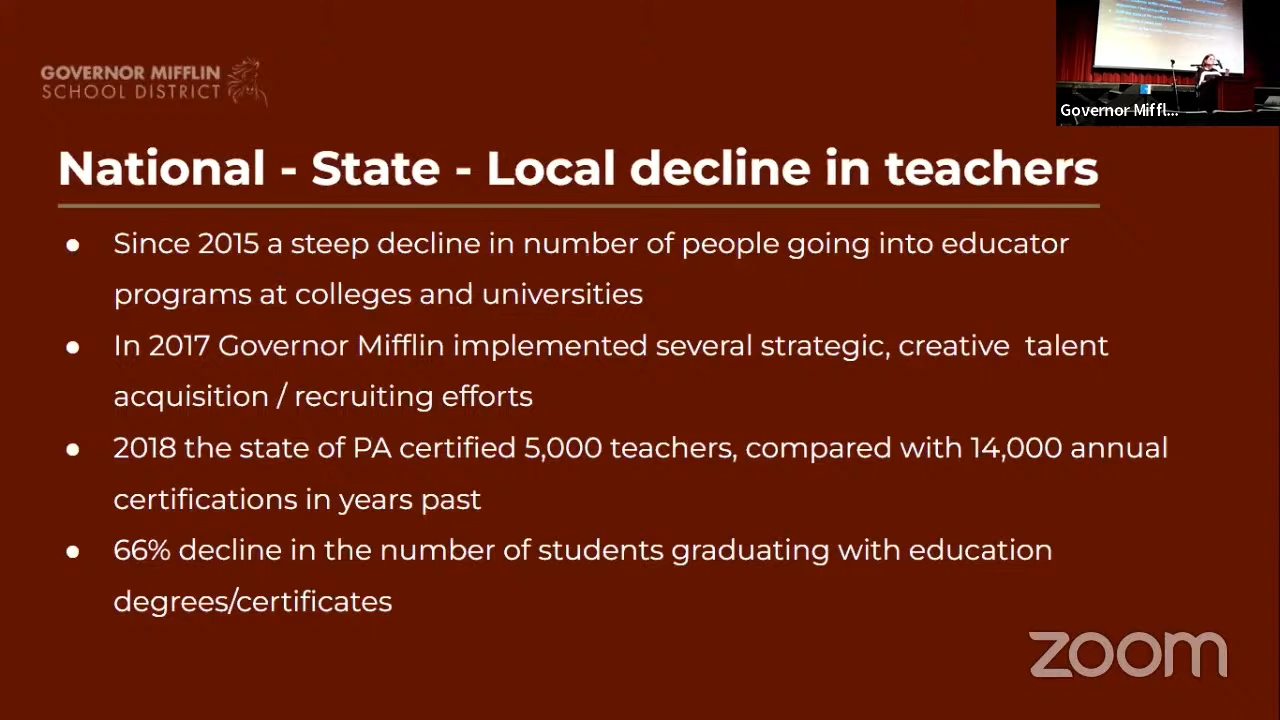 GOVERNOR MIFFLIN
SCHOOL DISTRICT
Governor Miffl...
National - State - Local decline in teachers
● Since 2015 a steep decline in number of people going into educator
programs at colleges and universities
● In 2017 Governor Mifflin implemented several strategic, creative talent
acquisition / recruiting efforts
● 2018 the state of PA certified 5,000 teachers, compared with 14,000 annual
certifications in years past
● 66% decline in the number of students graduating with education
degrees/certificates
zoom